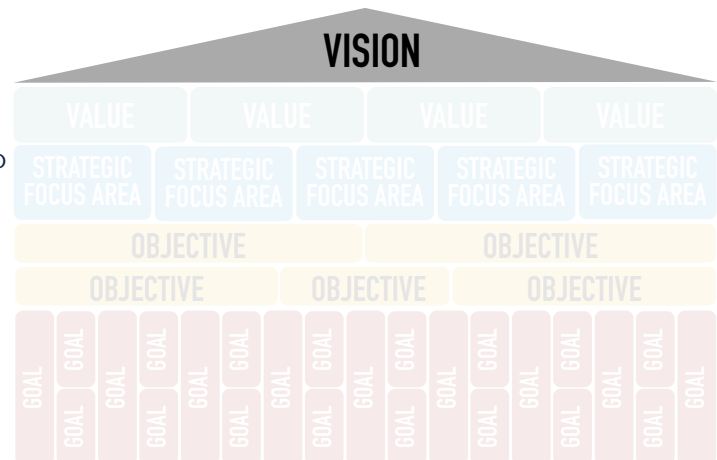 VISION
VALUE VALUE VALUE VALUE
STRATEGIC FOCUS AREA STRATEGIC FOCUS AREA STRATEGIC FOCUS AREA STRATEGIC FOCUS AREA STRATEGIC FOCUS AREA
OBJECTIVE OBJECTIVE
OBJECTIVE OBJECTIVE OBJECTIVE
GOAL GOAL GOAL GOAL GOAL GOAL GOAL GOAL
GOAL GOAL GOAL GOAL GOAL GOAL GOAL GOAL GOAL
GOAL GOAL GOAL GOAL GOAL GOAL GOAL GOAL